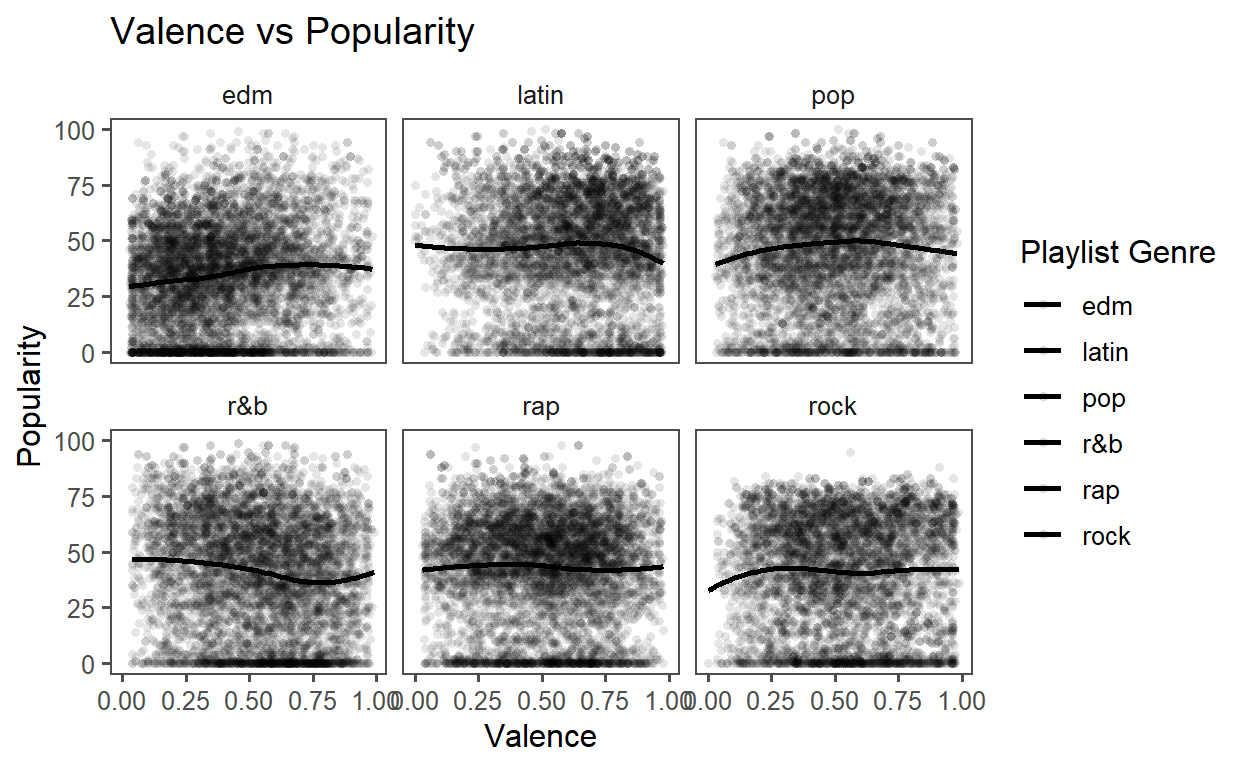 Valence vs Popularity
edm latin pop
100
75
50
25
0
r&b rap rock
100
75
50
25
0
0.00 0.25 0.50 0.75 1.00 0.00 0.25 0.50 0.75 1.00 0.00 0.25 0.50 0.75 1.00
Valence
Popularity
Playlist Genre
edm
latin
pop
r&b
rap
rock